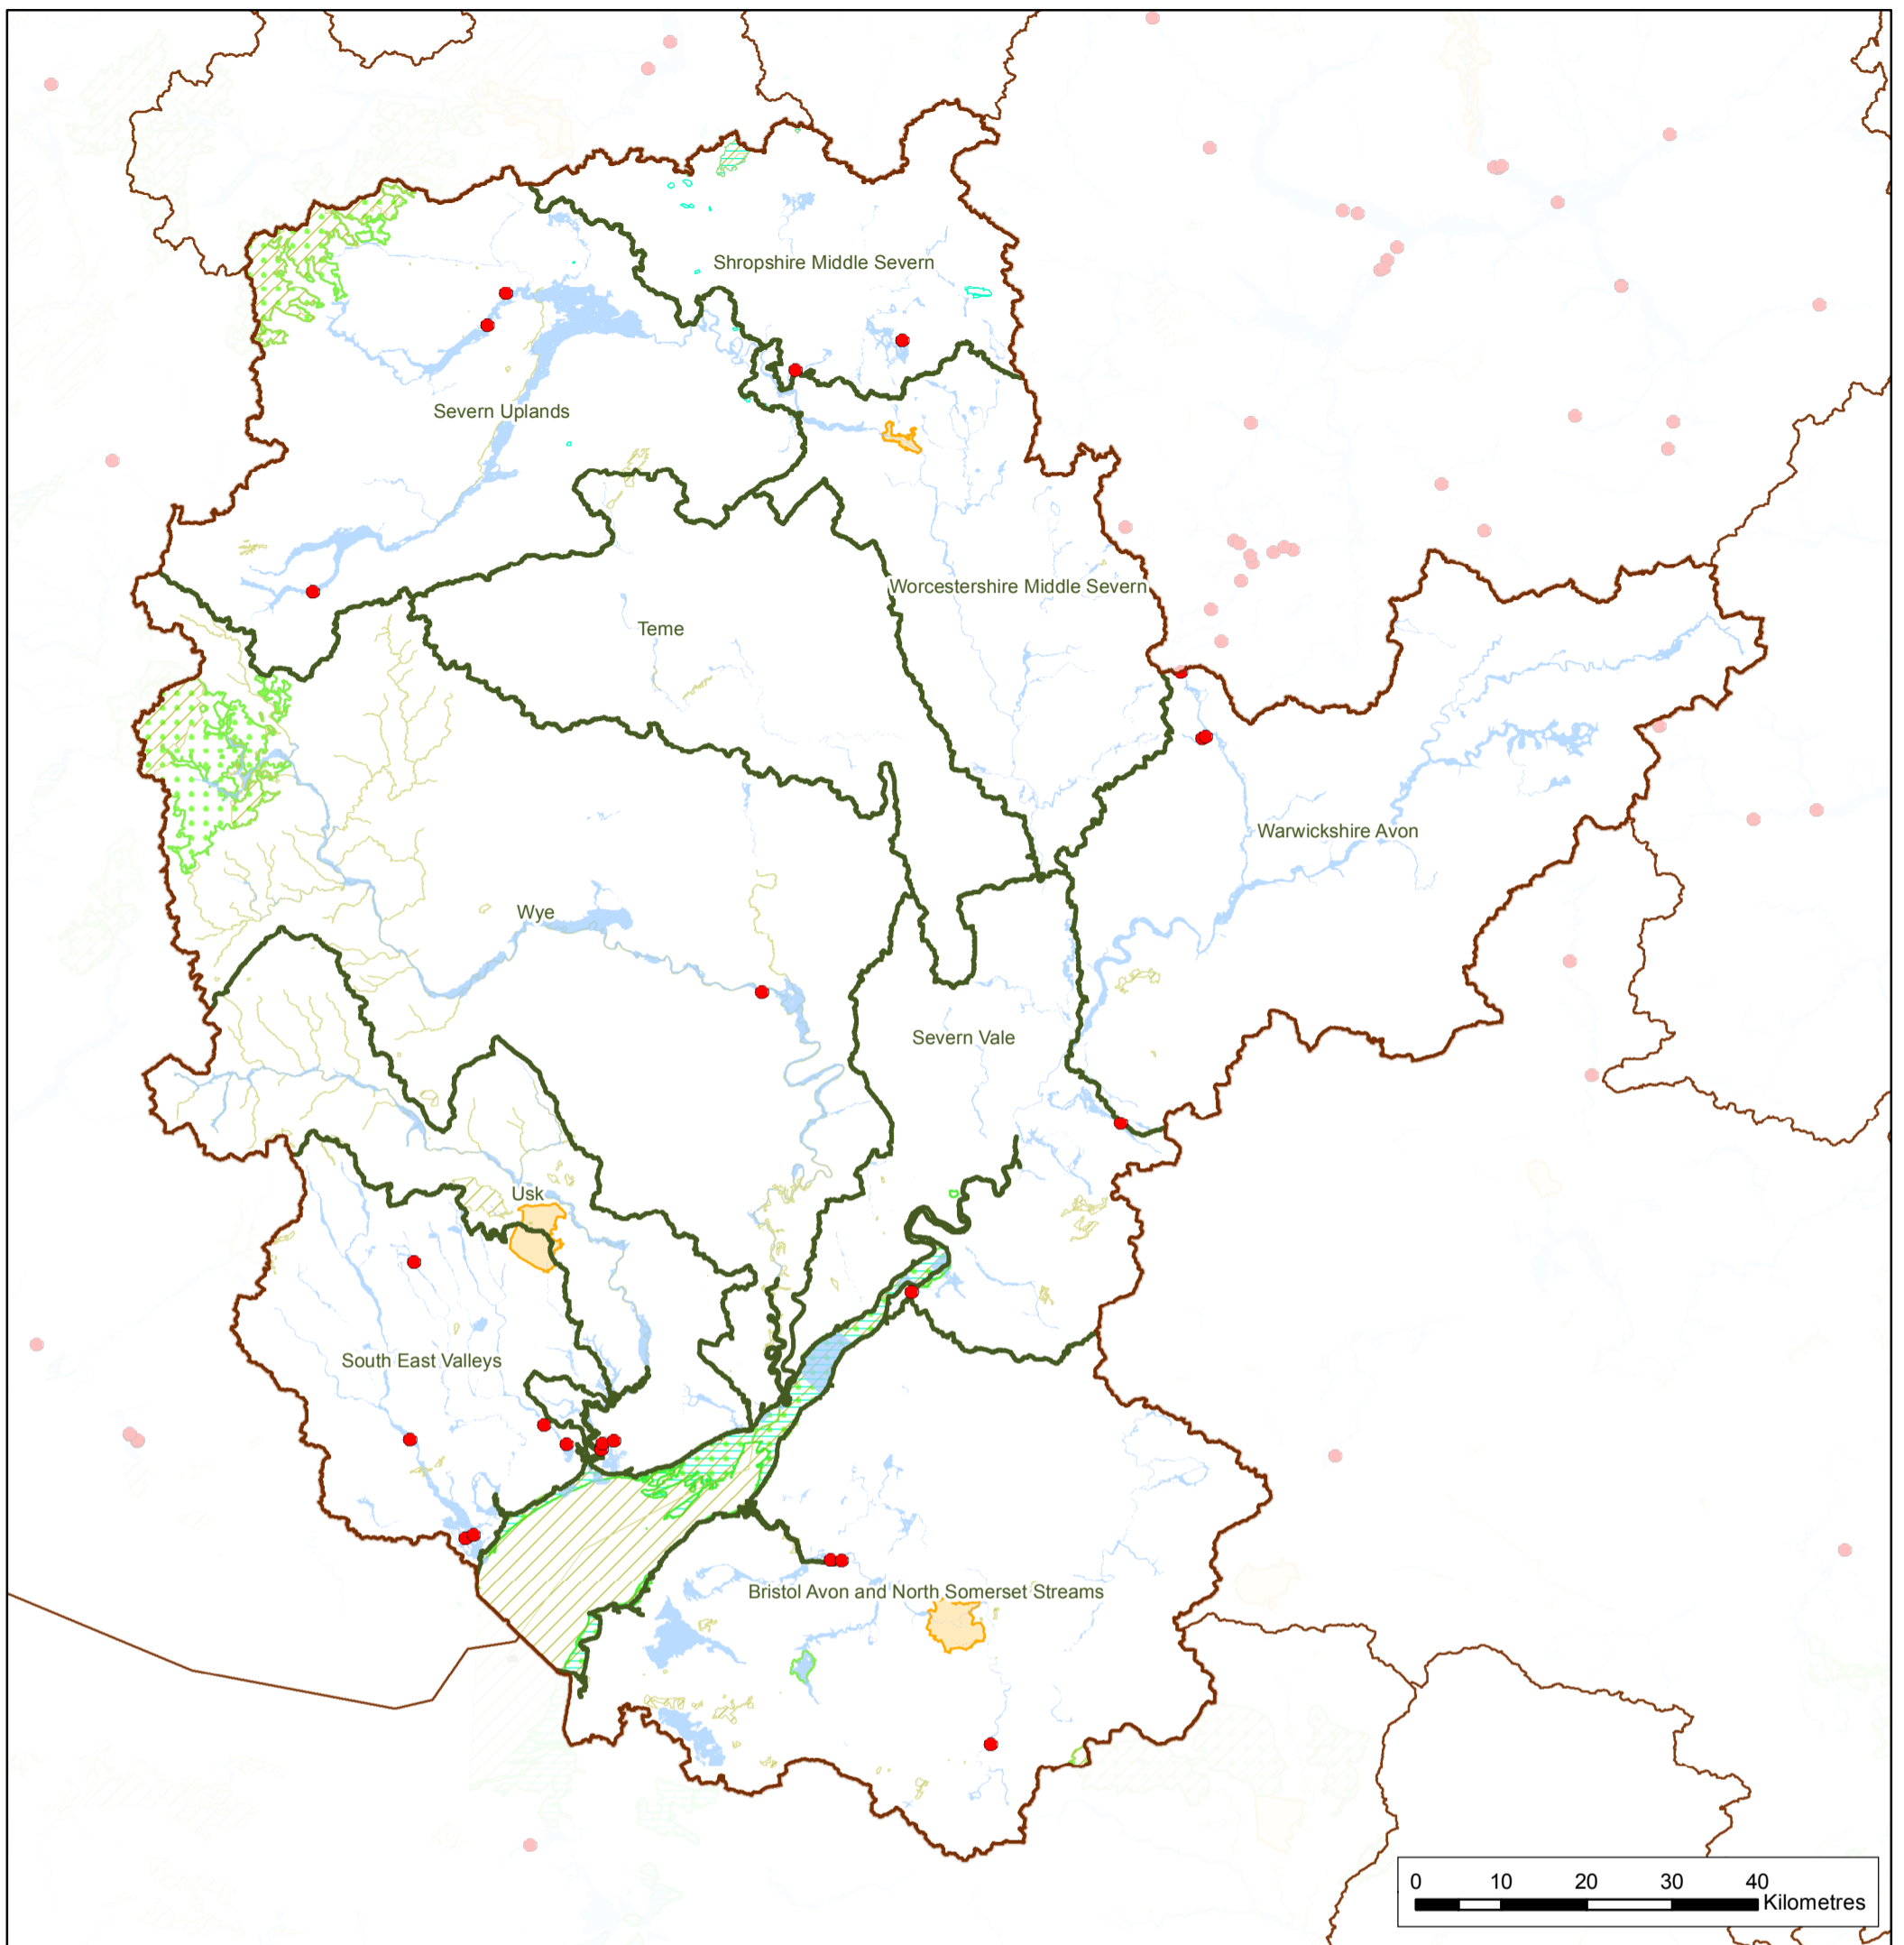 Shropshire Middle Severn
Severn Uplands
Worcestershire Middle Severn
Teme
Warwickshire Avon
Wye
Severn Vale
Usk
South East Valleys
Bristol Avon and North Somerset Streams
0 10 20 30 40
Kilometres